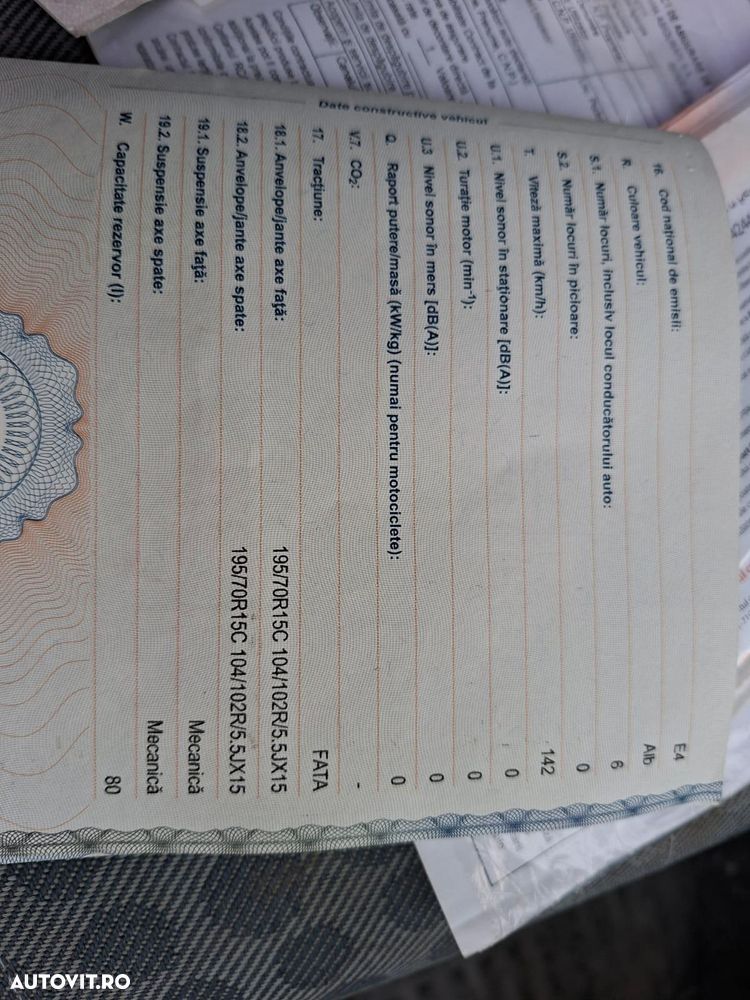 Date constructive vehicul
16. Cod național de emisii: E4
R. Culoare vehicul: Alb
S.1. Număr locuri, inclusiv locul conducătorului auto: 6
S.2. Număr locuri în picioare: 0
T. Viteză maximă (km/h): 142
U.1. Nivel sonor în staționare [dB(A)]: 0
U.2. Turație motor (min⁻¹): 0
U.3 Nivel sonor în mers [dB(A)]: 0
Q. Raport putere/masă (kW/kg) (numai pentru motociclete): 0
V.7. CO₂: -
17. Tracțiune: FATA
18.1. Anvelope/jante axe față: 195/70R15C 104/102R/5.5JX15
18.2. Anvelope/jante axe spate: 195/70R15C 104/102R/5.5JX15
19.1. Suspensie axe față: Mecanică
19.2. Suspensie axe spate: Mecanică
W. Capacitate rezervor (l): 80
AUTOVIT.RO